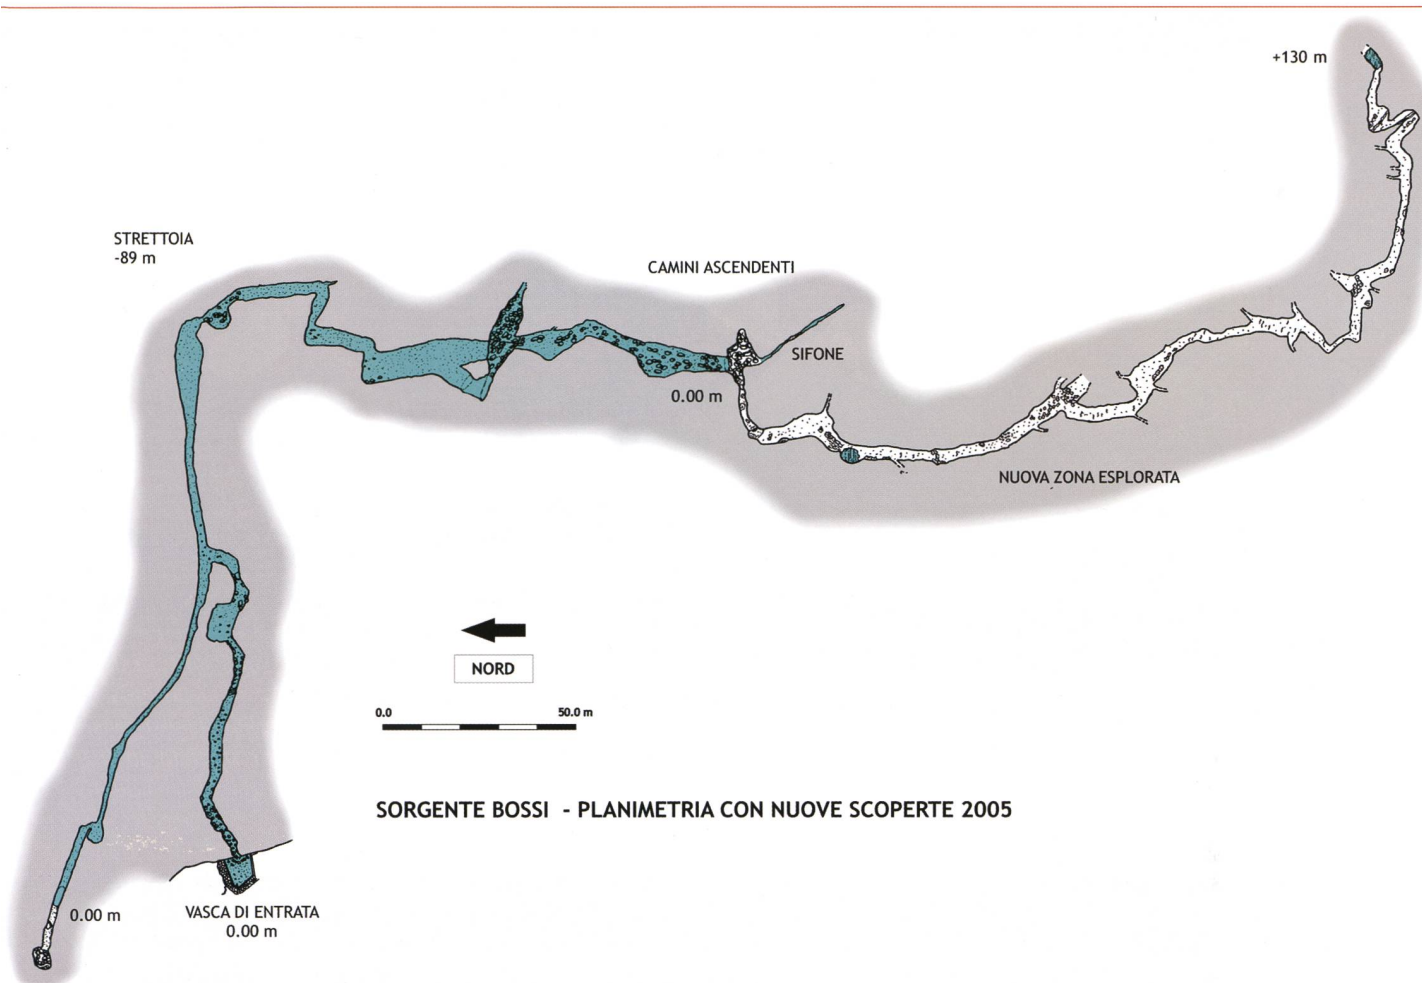 +130 m
STRETTOIA
-89 m
CAMINI ASCENDENTI
SIFONE
0.00 m
NUOVA ZONA ESPLORATA
NORD
0.0 50.0 m
SORGENTE BOSSI - PLANIMETRIA CON NUOVE SCOPERTE 2005
0.00 m
VASCA DI ENTRATA
0.00 m